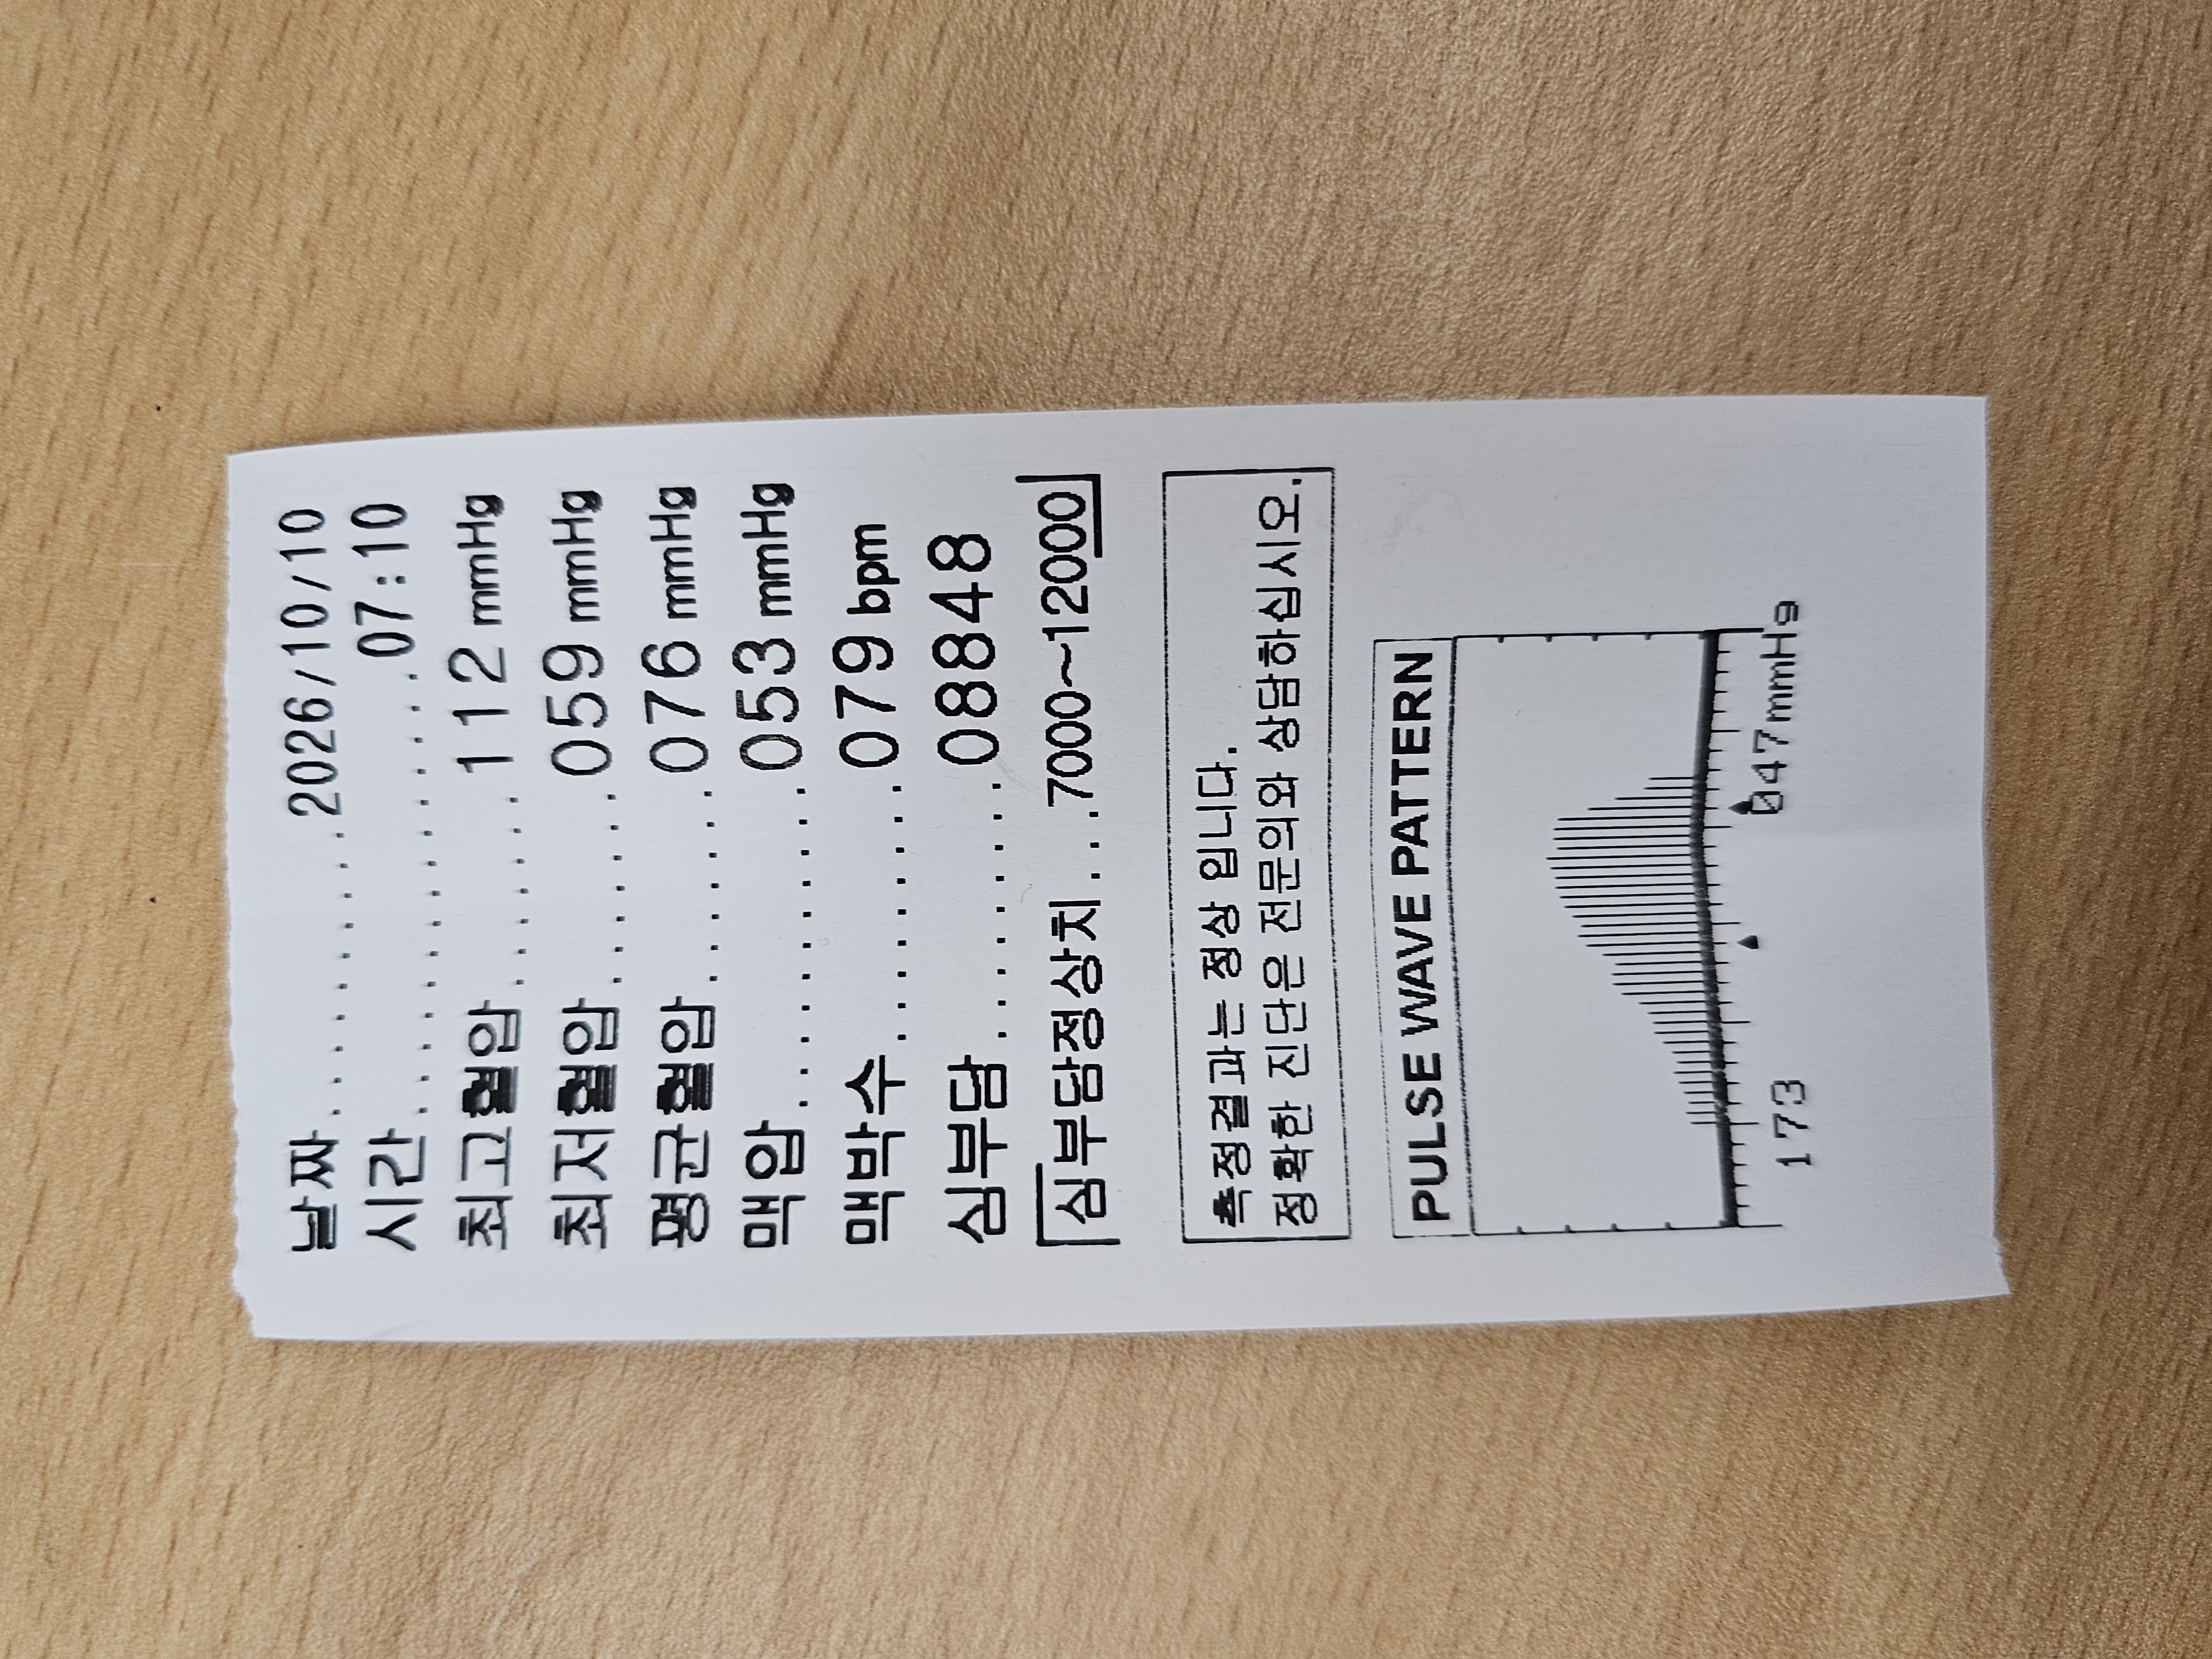 날짜..............2026/10/10
시간....................07:10
최고혈압.........112 mmHg
최저혈압.........059 mmHg
평균혈압.........076 mmHg
맥압..............053 mmHg
맥박수...........079 bpm
심부담...........08848
[심부담정상치...7000~12000]
측정결과는 정상 입니다.
정확한 진단은 전문의와 상담하십시오.
PULSE WAVE PATTERN
173 047mmHg